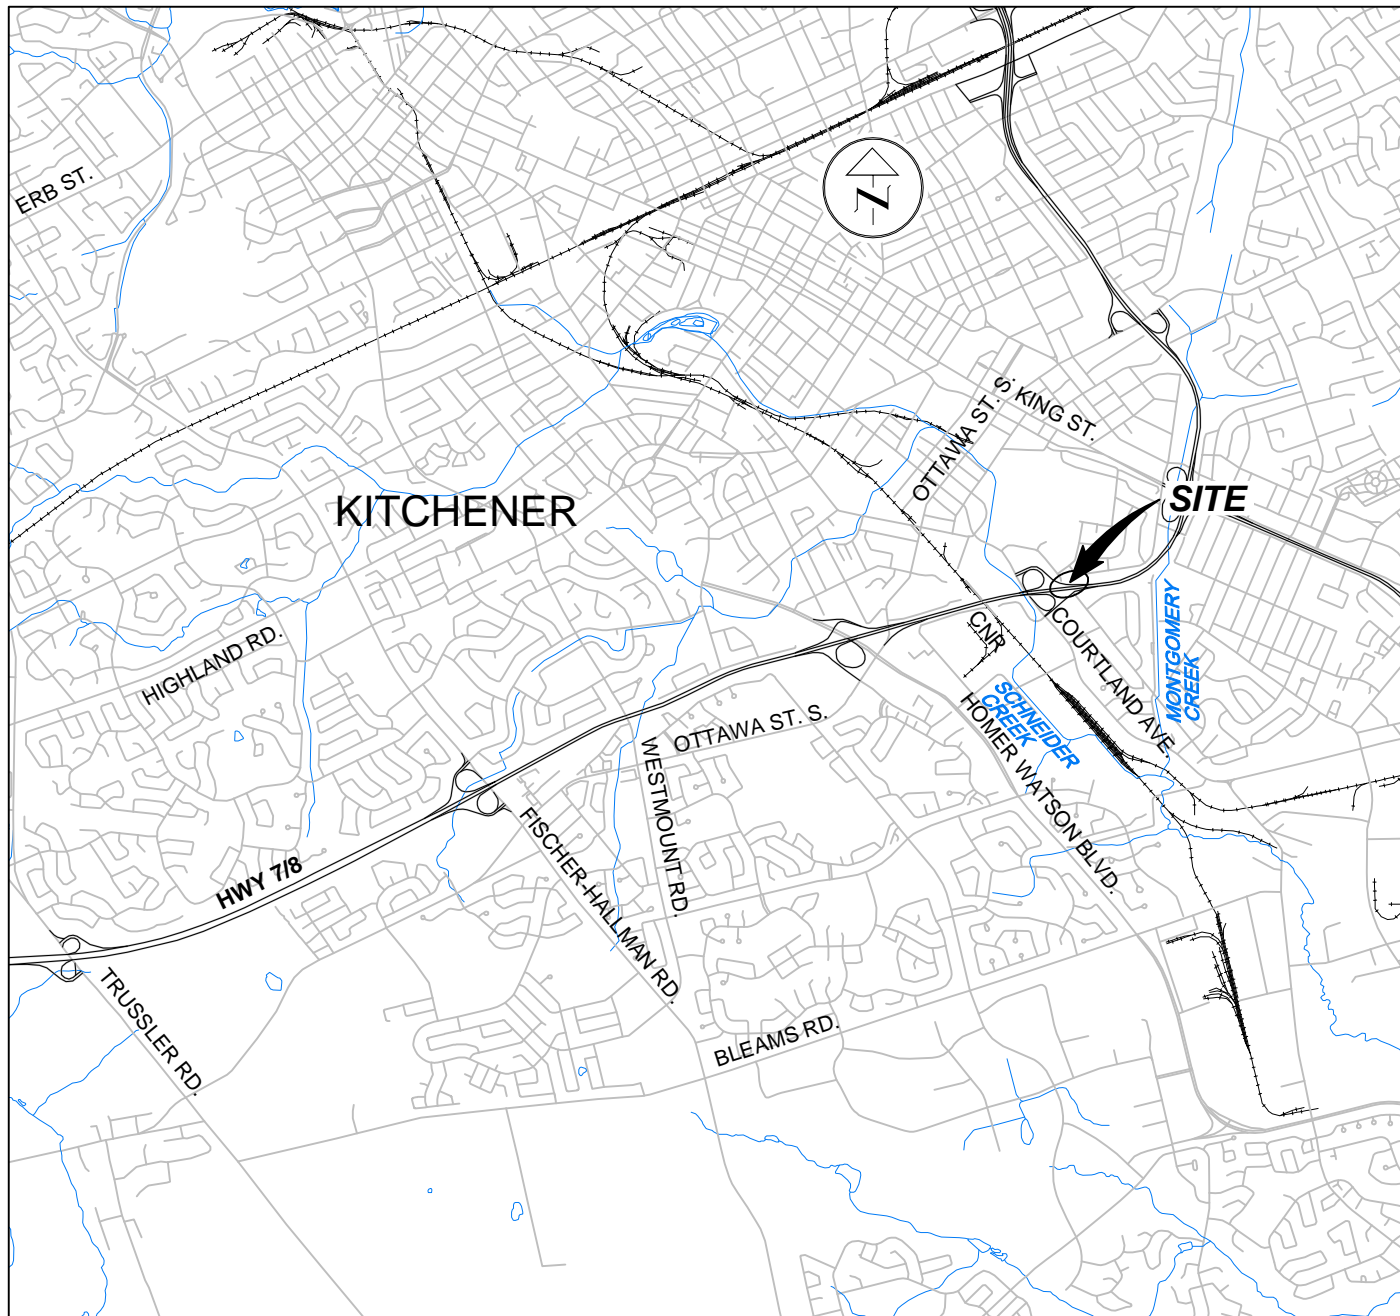 ERB ST.
Z
OTTAWA ST. S.
KING ST.
KITCHENER
SITE
HIGHLAND RD.
CNR
COURTLAND AVE.
MONTGOMERY
CREEK
SCHNEIDER
CREEK
HOMER WATSON BLVD.
OTTAWA ST. S.
WESTMOUNT RD.
FISCHER-HALLMAN RD.
HWY 7/8
TRUSSLER RD.
BLEAMS RD.